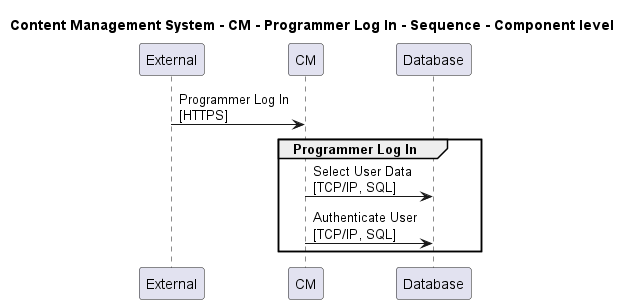 Content Management System - CM - Programmer Log In - Sequence - Component level
External
CM
Database
Programmer Log In
[HTTPS]
Programmer Log In
Select User Data
[TCP/IP, SQL]
Authenticate User
[TCP/IP, SQL]
External
CM
Database